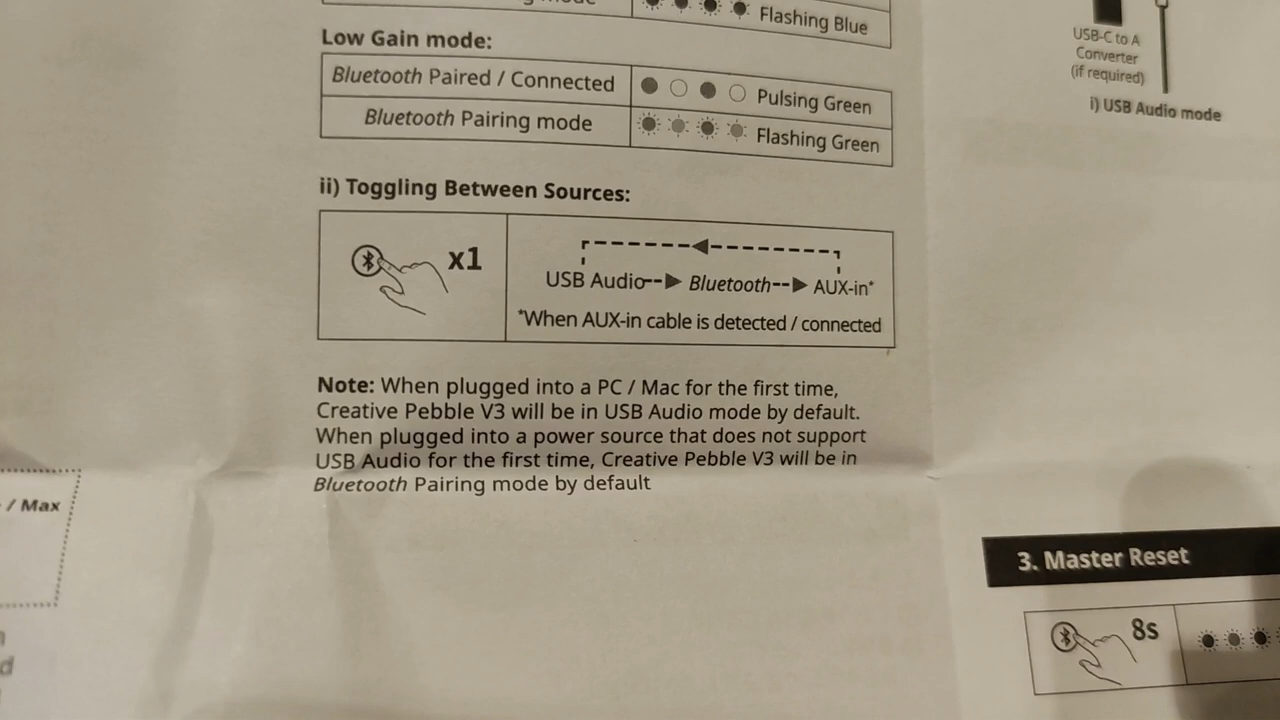 Flashing Blue
Low Gain mode:
Bluetooth Paired / Connected
Pulsing Green
Bluetooth Pairing mode
Flashing Green
ii) Toggling Between Sources:
x1
USB Audio Bluetooth AUX-in*
*When AUX-in cable is detected / connected
Note: When plugged into a PC / Mac for the first time,
Creative Pebble V3 will be in USB Audio mode by default.
When plugged into a power source that does not support
USB Audio for the first time, Creative Pebble V3 will be in
Bluetooth Pairing mode by default
/ Max
USB-C to A
Converter
(if required)
i) USB Audio mode
3. Master Reset
8s